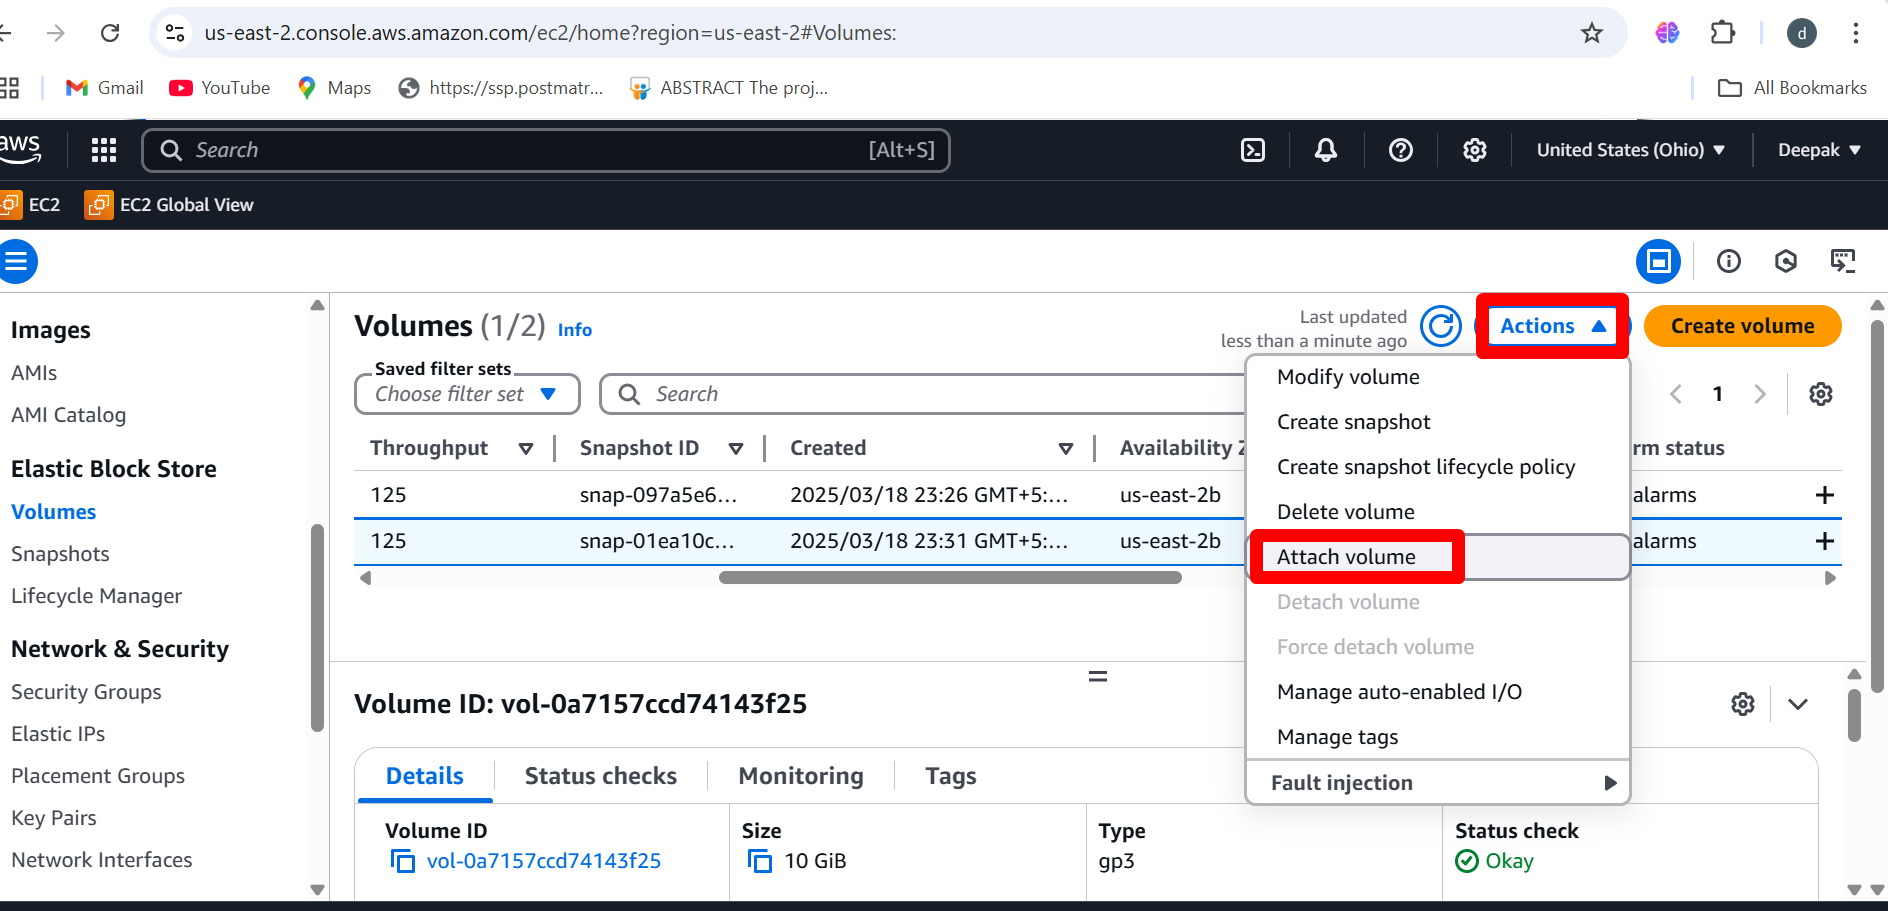 us-east-2.console.aws.amazon.com/ec2/home?region=us-east-2#Volumes:
d
Gmail
YouTube
Maps
https://ssp.postmatr...
ABSTRACT The proj...
All Bookmarks
aws
Search
[Alt+S]
United States (Ohio)
Deepak
EC2
EC2 Global View
Images
AMIs
AMI Catalog
Elastic Block Store
Volumes
Snapshots
Lifecycle Manager
Network & Security
Security Groups
Elastic IPs
Placement Groups
Key Pairs
Network Interfaces
Volumes (1/2) Info
Last updated
less than a minute ago
Actions
Create volume
Saved filter sets
Choose filter set
Search
1
Throughput Snapshot ID Created Availability Z rm status
125 snap-097a5e6... 2025/03/18 23:26 GMT+5:... us-east-2b alarms
125 snap-01ea10c... 2025/03/18 23:31 GMT+5:... us-east-2b alarms
Modify volume
Create snapshot
Create snapshot lifecycle policy
Delete volume
Attach volume
Detach volume
Force detach volume
Manage auto-enabled I/O
Manage tags
Fault injection
Volume ID: vol-0a7157ccd74143f25
Details Status checks Monitoring Tags
Volume ID
vol-0a7157ccd74143f25
Size
10 GiB
Type
gp3
Status check
Okay